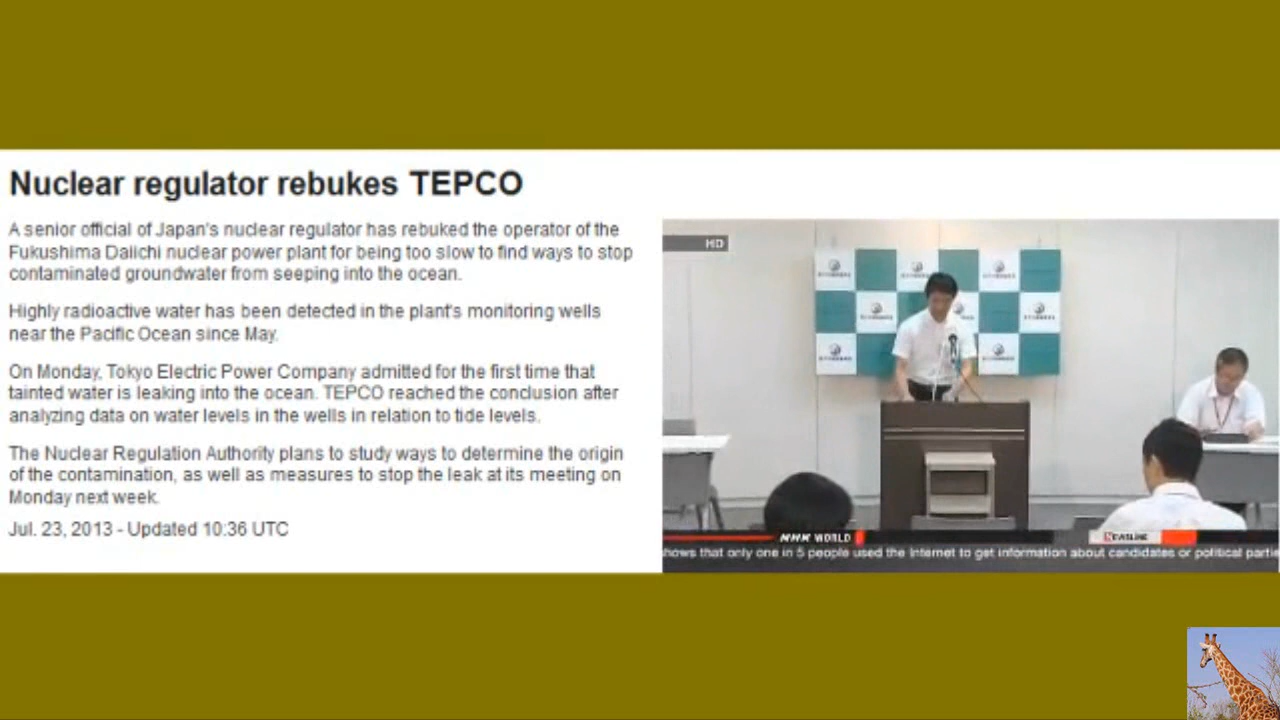 Nuclear regulator rebukes TEPCO
A senior official of Japan's nuclear regulator has rebuked the operator of the
Fukushima Daiichi nuclear power plant for being too slow to find ways to stop
contaminated groundwater from seeping into the ocean.
Highly radioactive water has been detected in the plant's monitoring wells
near the Pacific Ocean since May.
On Monday, Tokyo Electric Power Company admitted for the first time that
tainted water is leaking into the ocean. TEPCO reached the conclusion after
analyzing data on water levels in the wells in relation to tide levels.
The Nuclear Regulation Authority plans to study ways to determine the origin
of the contamination, as well as measures to stop the leak at its meeting on
Monday next week.
Jul. 23, 2013 - Updated 10:36 UTC
HD
NHK WORLD
NEWSLINE
hows that only one in 5 people used the Internet to get information about candidates or political partie